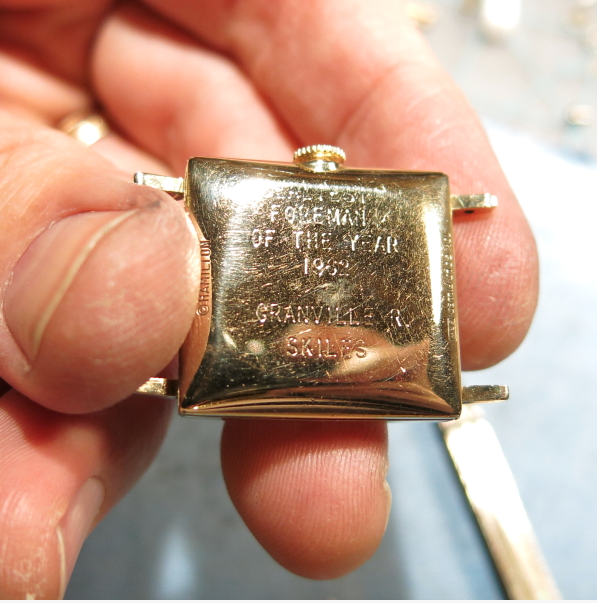 FOREMAN
OF THE YEAR
1962
GRANVILLE R.
SKILES
©HAMILTON